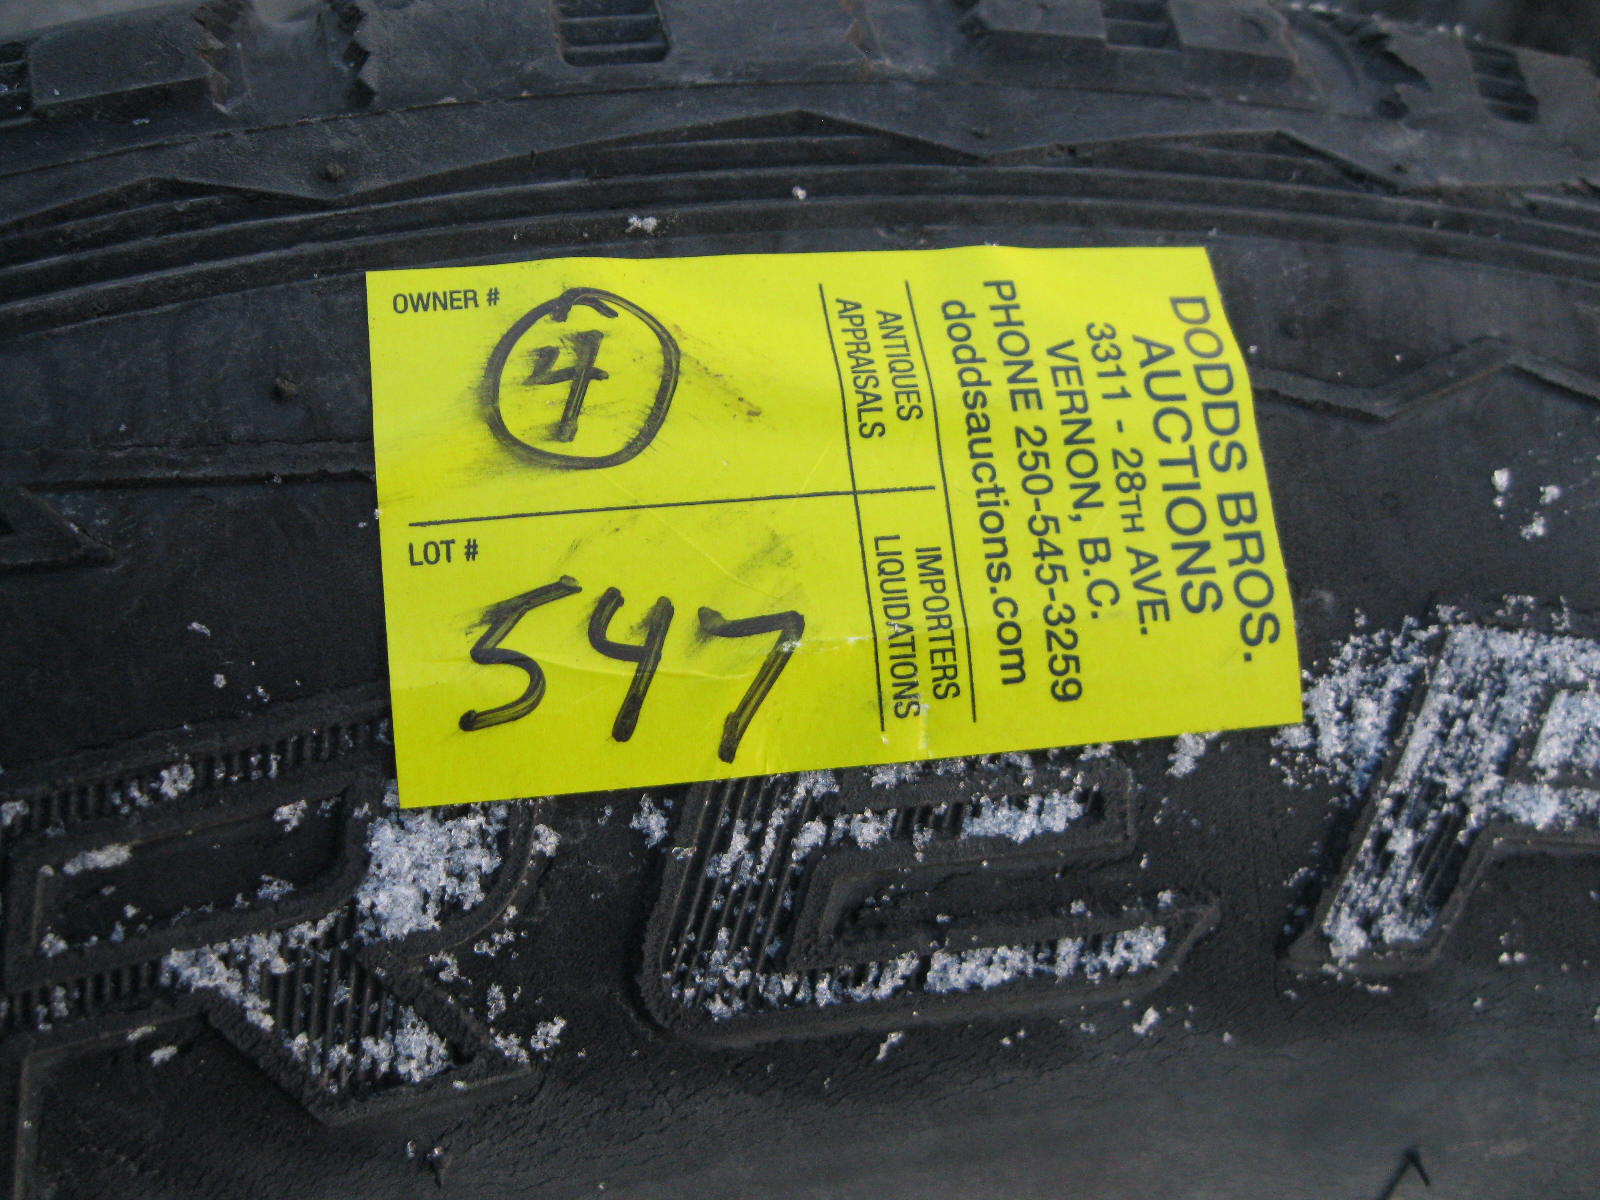 OWNER #
4
LOT #
547
DODDS BROS.
AUCTIONS
3311 - 28TH AVE.
VERNON, B.C.
PHONE 250-545-3259
doddsauctions.com
ANTIQUES
APPRAISALS
IMPORTERS
LIQUIDATIONS